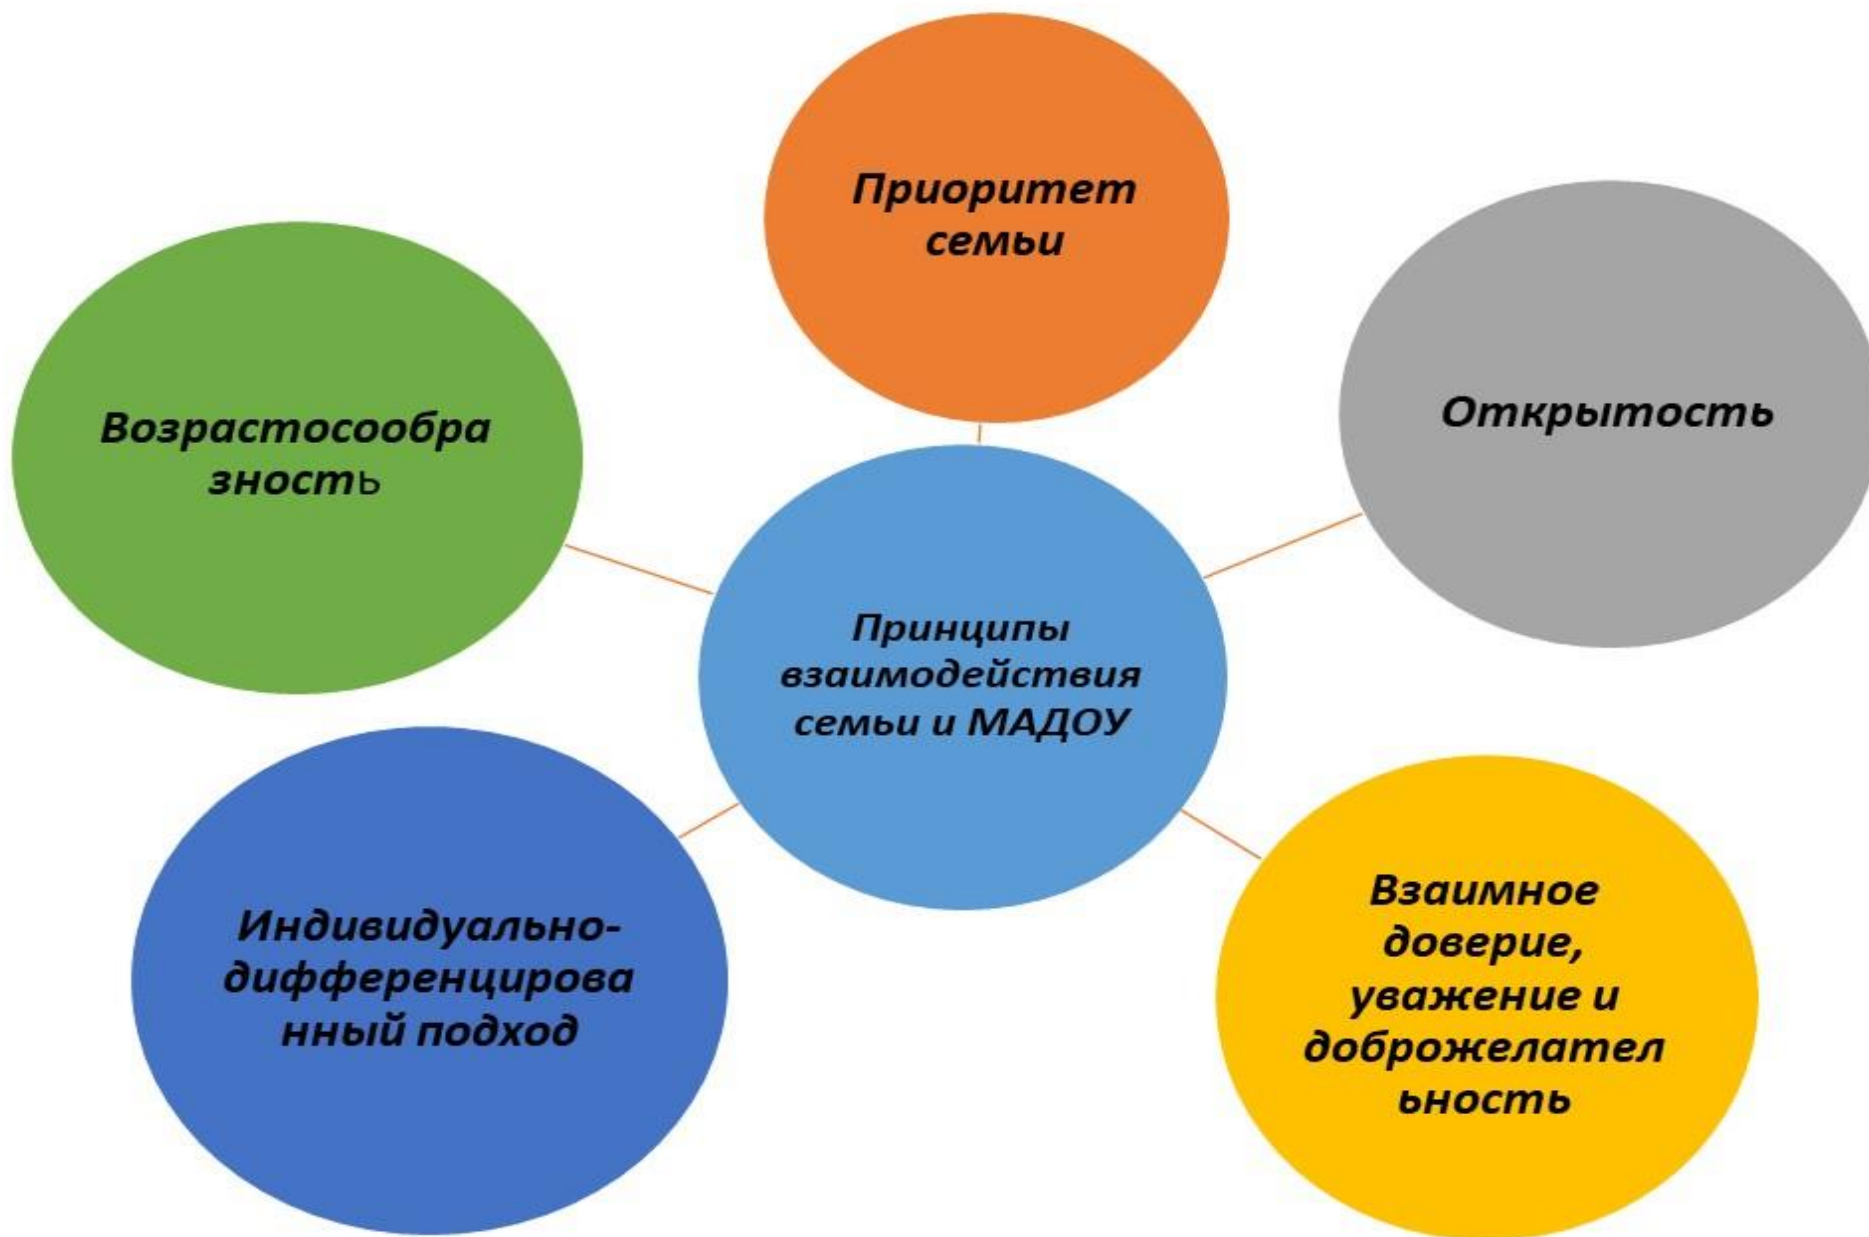 Приоритет
семьи
Открытость
Возрастосообра
зность
Принципы
взаимодействия
семьи и МАДОУ
Взаимное
доверие,
уважение и
доброжелател
ьность
Индивидуально-
дифференцирова
нный подход